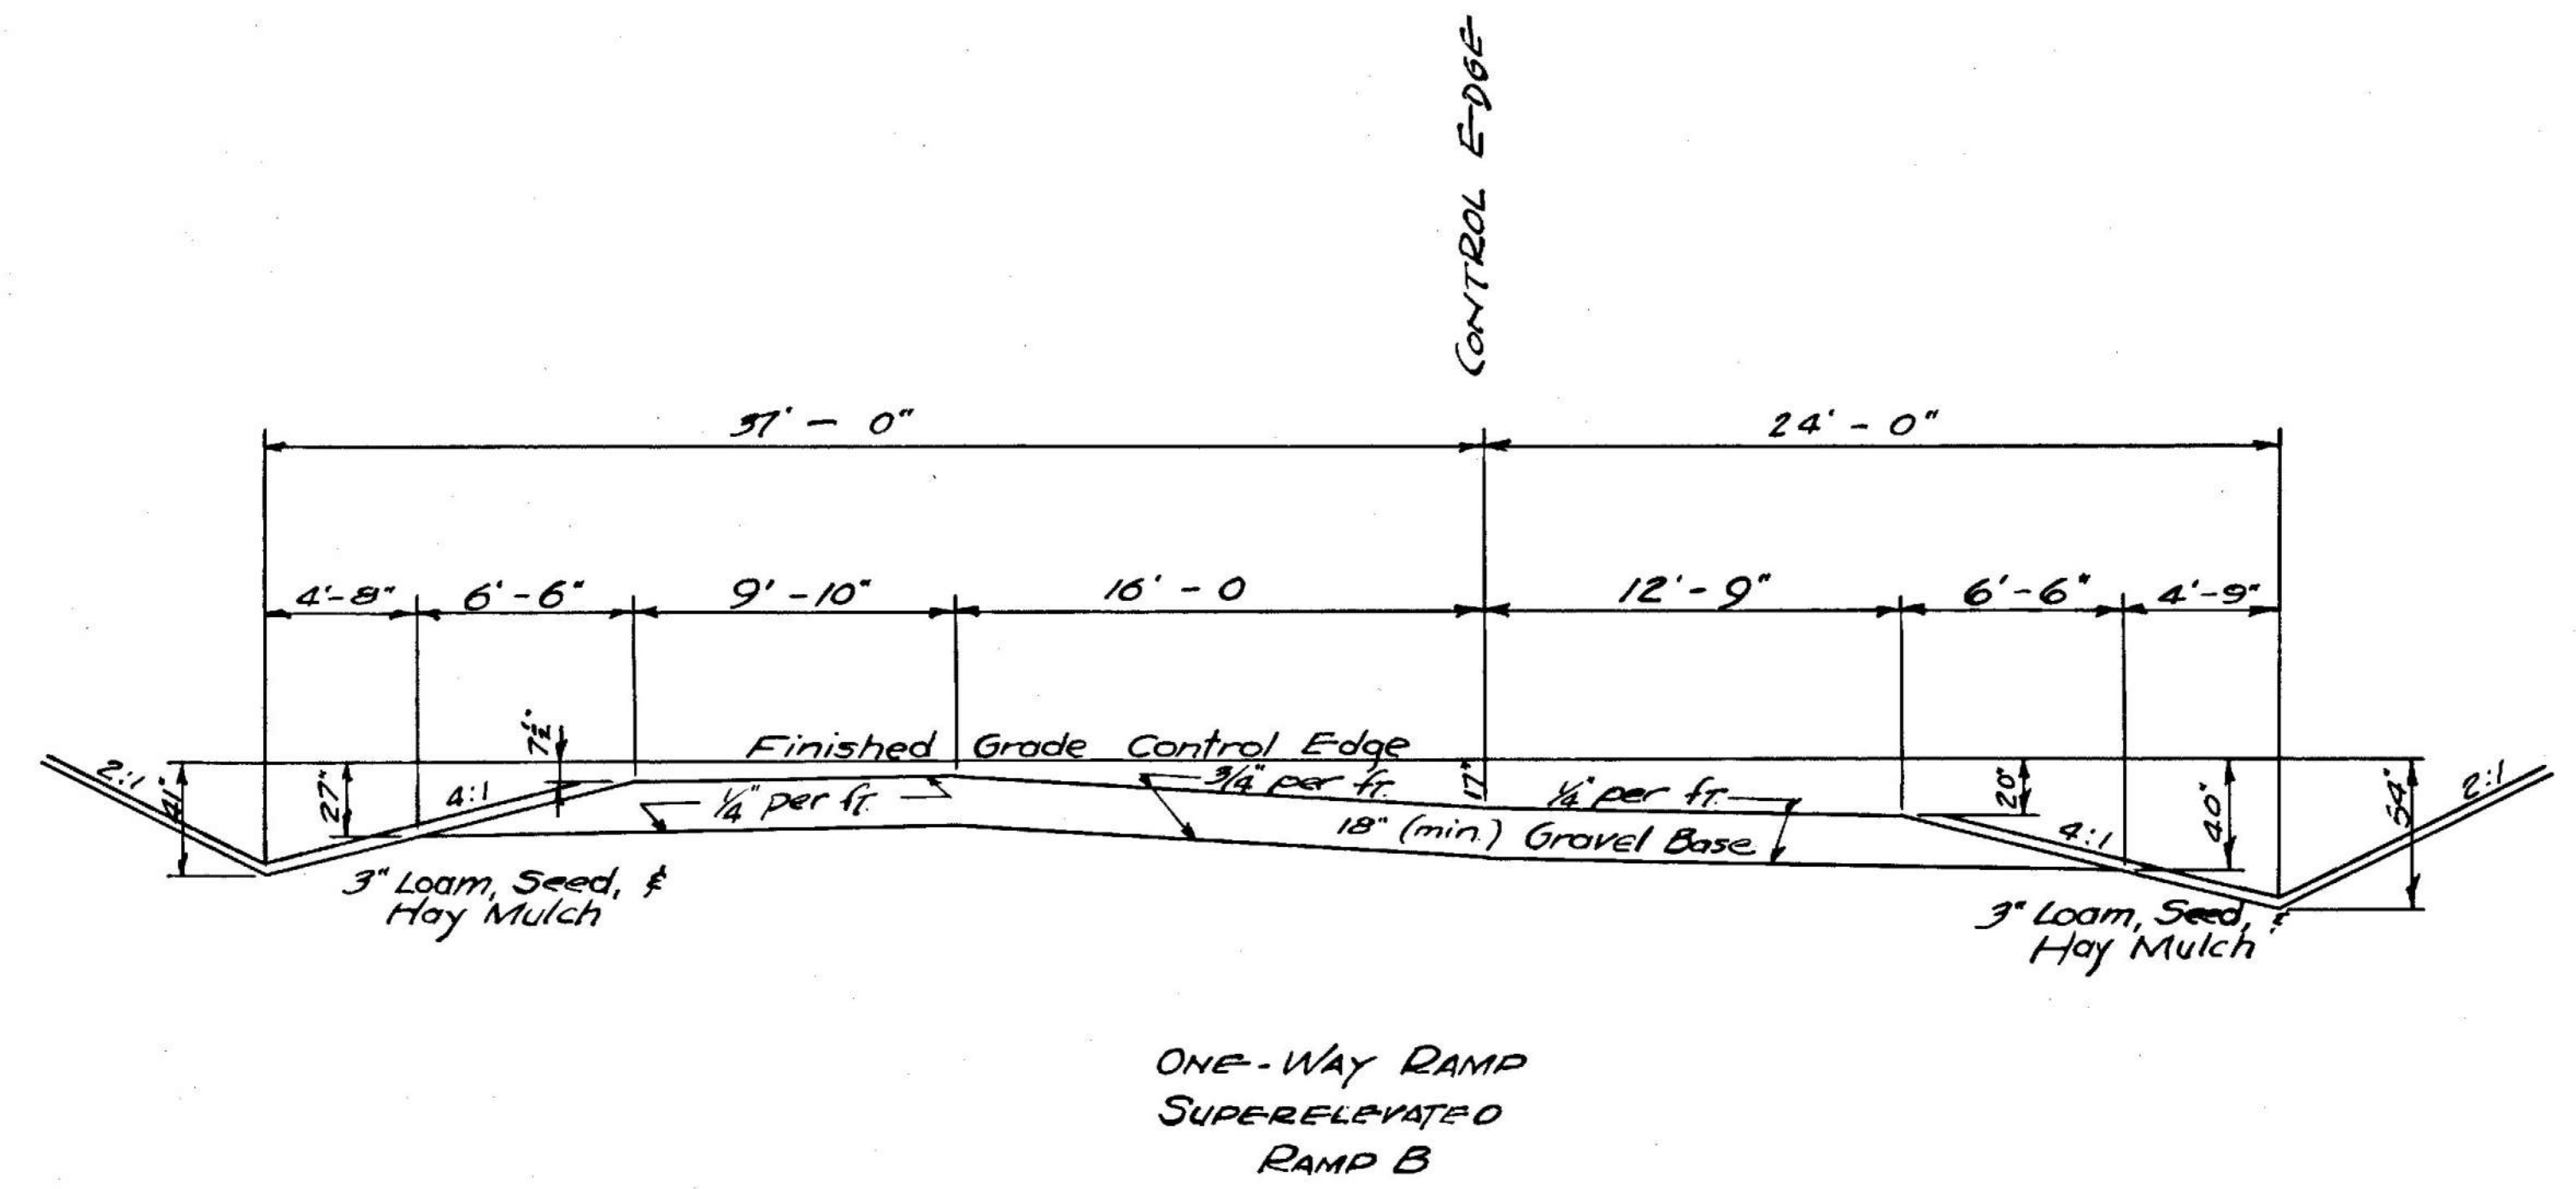 CONTROL EDGE
37' - 0"
24' - 0"
4'-8"
6'-6"
9'-10"
16' - 0
12'-9"
6'-6"
4'-9"
7½"
Finished Grade Control Edge
2:1
41"
27"
4:1
¼" per ft.
3/4" per ft.
17"
¼" per ft.
20"
4:1
40"
54"
2:1
18" (min.) Gravel Base
3" Loam, Seed, &
Hay Mulch
3" Loam, Seed, &
Hay Mulch
ONE-WAY RAMP
SUPERELEVATED
RAMP B